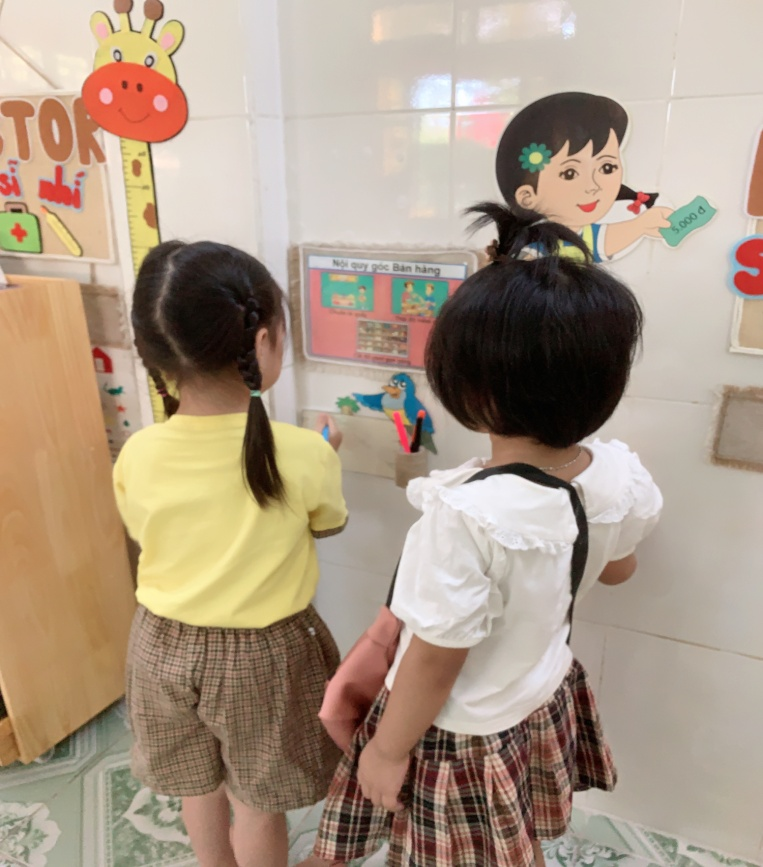 TOR
sĩ nhí
Nội quy góc Bán hàng
5.000 đ
S